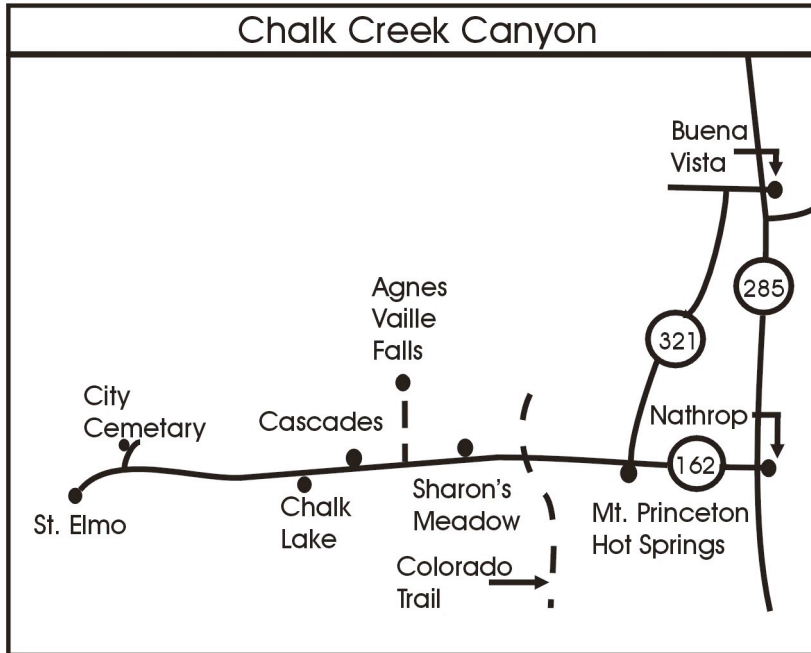 Chalk Creek Canyon
Buena
Vista
285
Agnes
Vaille
Falls
321
City
Cemetary
Cascades
Nathrop
162
St. Elmo
Chalk
Lake
Sharon's
Meadow
Mt. Princeton
Hot Springs
Colorado
Trail